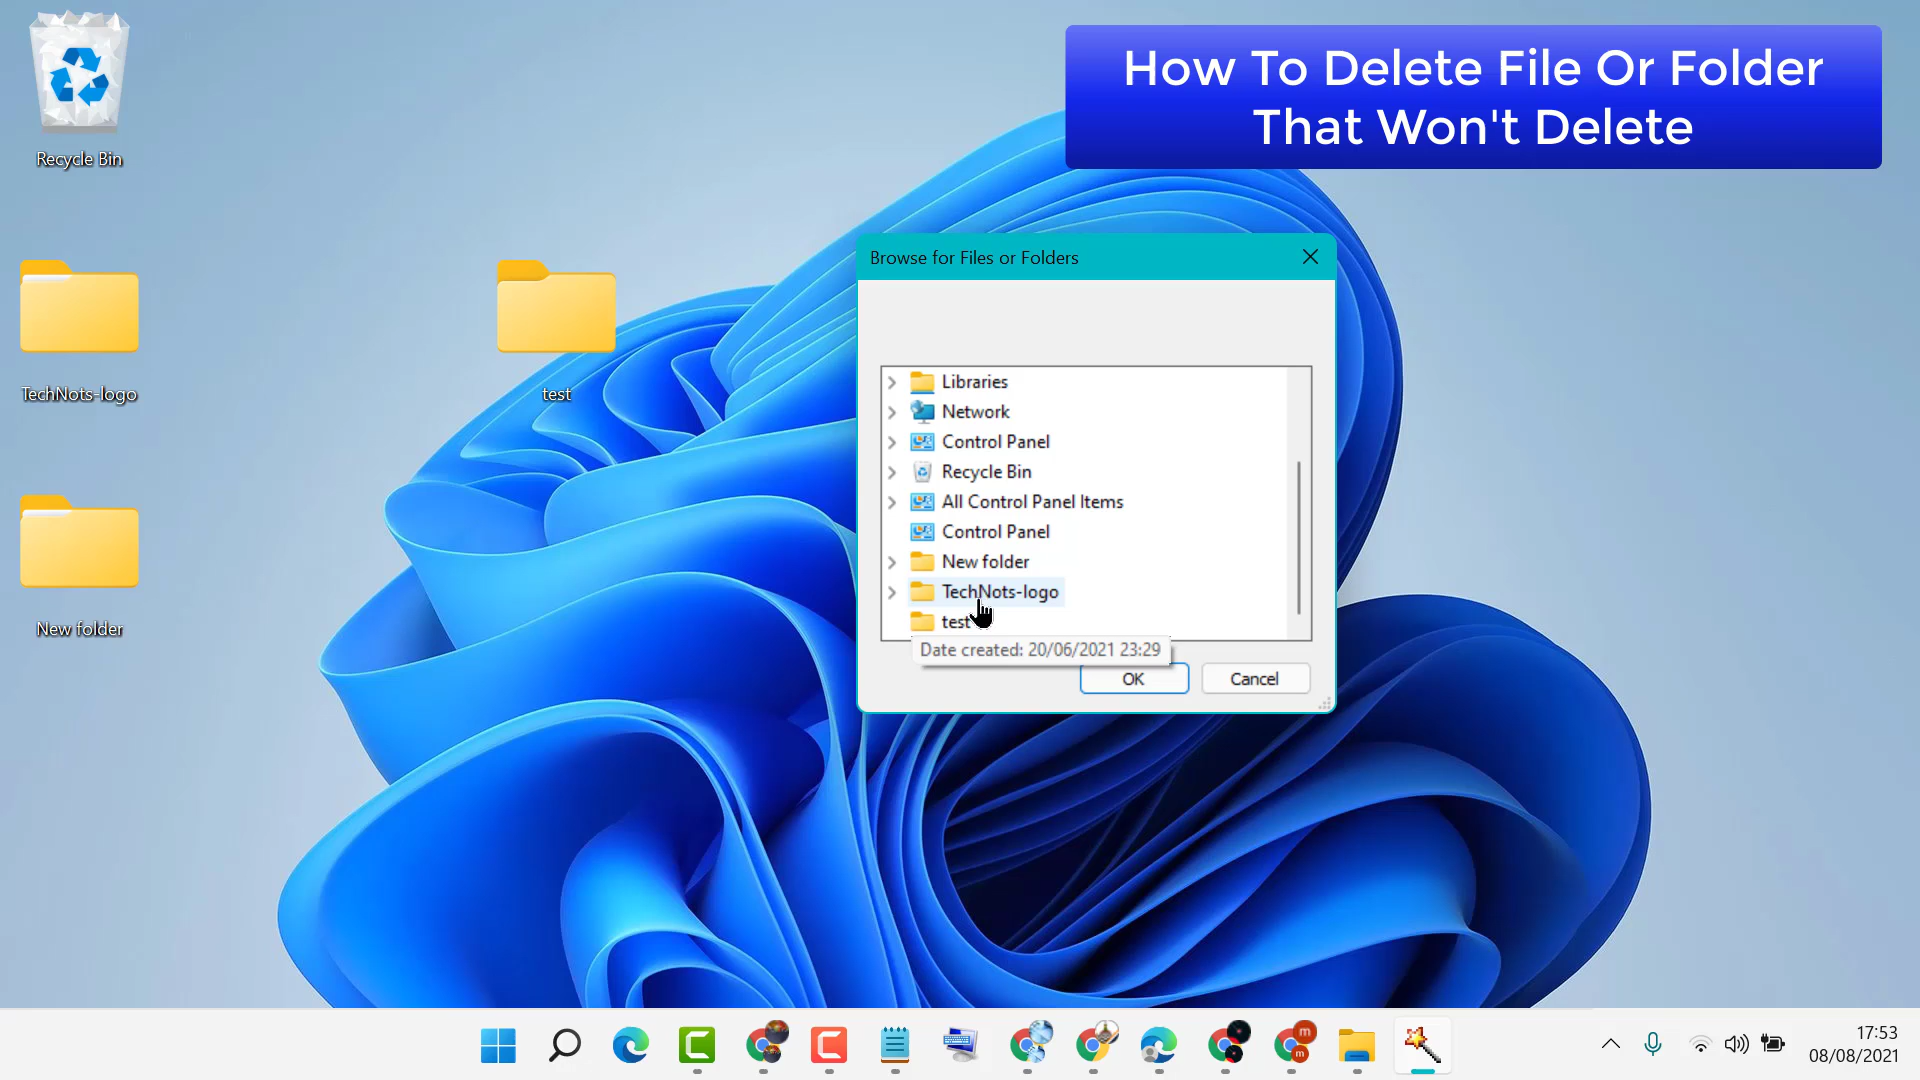 How To Delete File Or Folder
That Won't Delete
Recycle Bin
TechNots-logo
test
New folder
Browse for Files or Folders
Libraries
Network
Control Panel
Recycle Bin
All Control Panel Items
Control Panel
New folder
TechNots-logo
test
Date created: 20/06/2021 23:29
OK
Cancel
m
m
17:53
08/08/2021